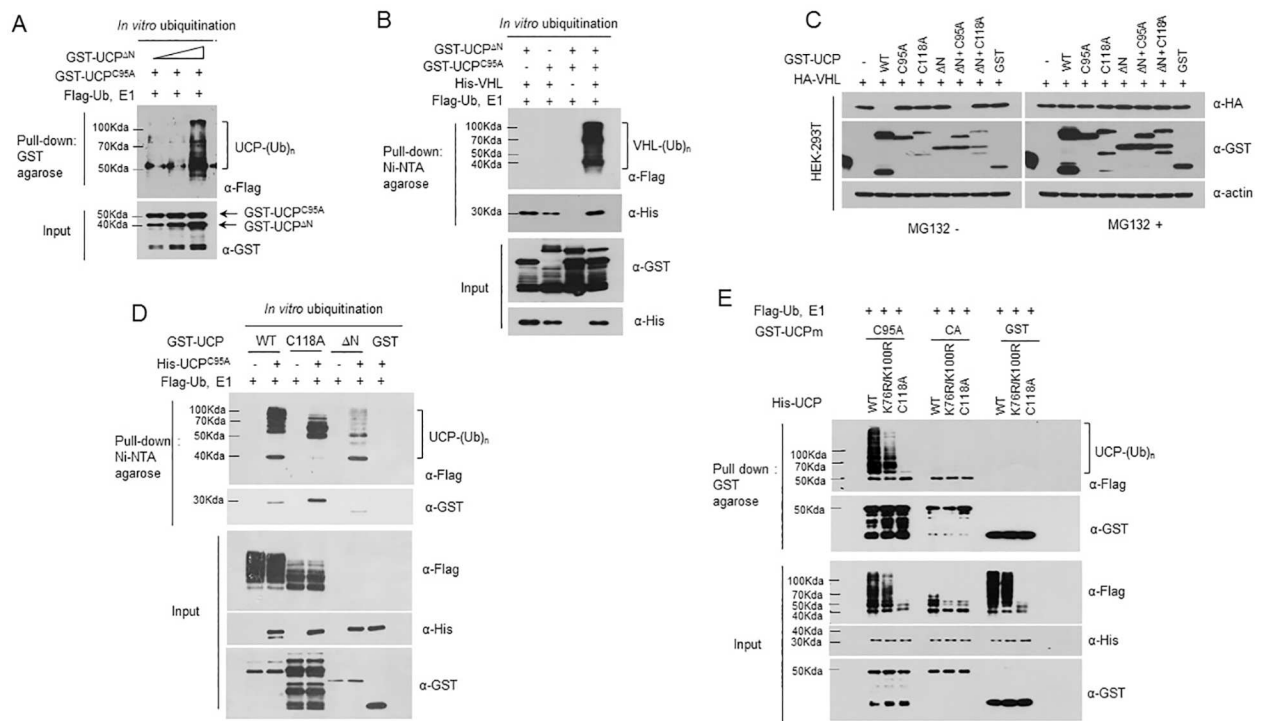 A
In vitro ubiquitination
GST-UCPΔN
GST-UCPC95A + + +
Flag-Ub, E1 + + +
100Kda
70Kda
50Kda
Pull-down:
GST
agarose
UCP-(Ub)n
α-Flag
50Kda
40Kda
Input
GST-UCPC95A
GST-UCPΔN
α-GST
B
In vitro ubiquitination
GST-UCPΔN + - + +
GST-UCPC95A - + + +
His-VHL + + - +
Flag-Ub, E1 + + + +
100Kda
70Kda
50Kda
40Kda
Pull-down:
Ni-NTA
agarose
VHL-(Ub)n
α-Flag
30Kda
α-His
Input
α-GST
α-His
C
GST-UCP - WT C95A C118A ΔN ΔN+C95A ΔN+C118A GST - WT C95A C118A ΔN ΔN+C95A ΔN+C118A GST
HA-VHL + + + + + + + + + + + + + + + +
HEK-293T
α-HA
α-GST
α-actin
MG132 -
MG132 +
D
In vitro ubiquitination
GST-UCP WT C118A ΔN GST
His-UCPC95A - + - + - + +
Flag-Ub, E1 + + + + + + +
100Kda
70Kda
50Kda
40Kda
Pull-down :
Ni-NTA
agarose
UCP-(Ub)n
α-Flag
30Kda
α-GST
Input
α-Flag
α-His
α-GST
E
Flag-Ub, E1 + + + + + + + + +
GST-UCPm C95A CA GST
His-UCP WT K76R/K100R C118A WT K76R/K100R C118A WT K76R/K100R C118A
100Kda
70Kda
50Kda
Pull down :
GST
agarose
UCP-(Ub)n
α-Flag
50Kda
α-GST
100Kda
70Kda
50Kda
40Kda
α-Flag
40Kda
30Kda
α-His
Input
50Kda
α-GST